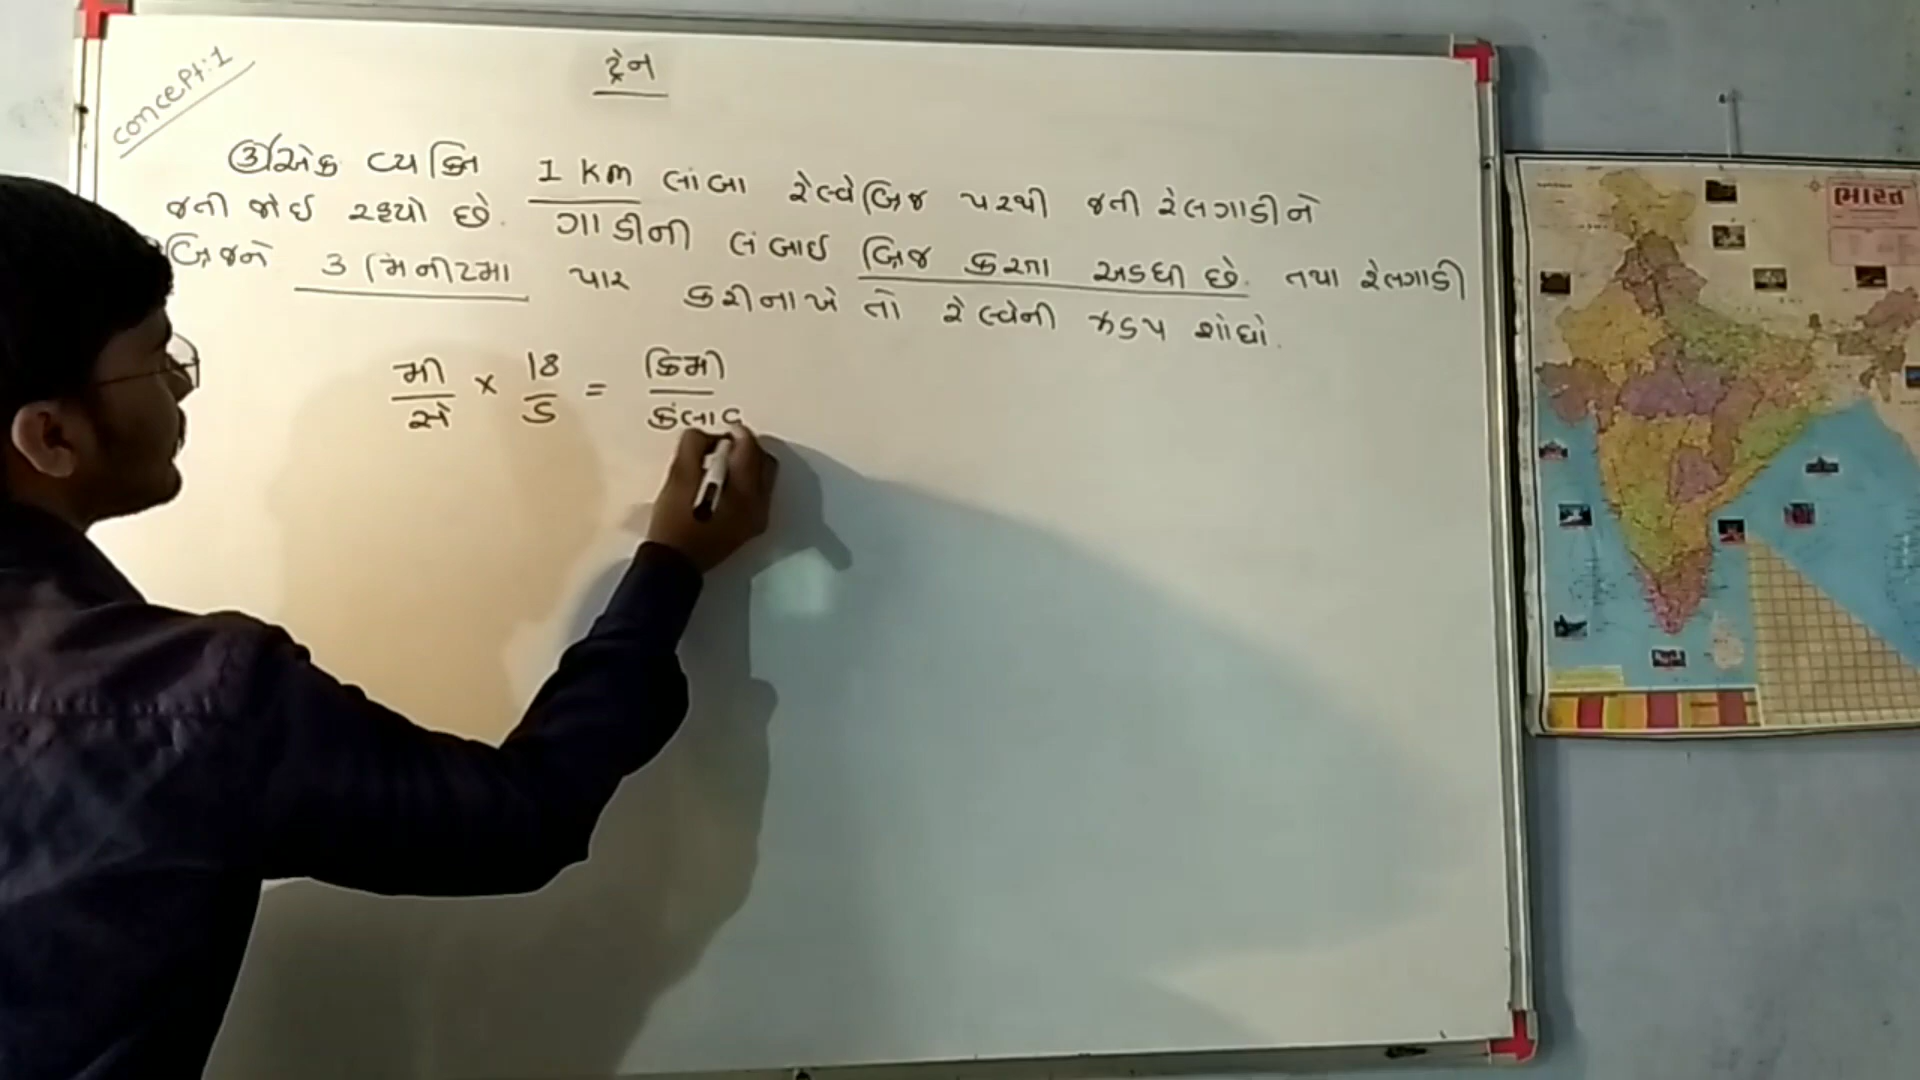 concept:1
ટ્રેન
③ એક વ્યક્તિ 1 km લાંબા રેલ્વેબ્રિજ પરથી જતી રેલગાડીને
જતી જોઈ રહ્યો છે. ગાડીની લંબાઈ બ્રિજ કરતા અડધી છે. તથા રેલગાડી
બ્રિજને 3 મિનીટમા પાર કરીનાખે તો રેલ્વેની ઝડપ શોધો.
મી/સે × 18/5 = કિમી/કલાક
ભારત